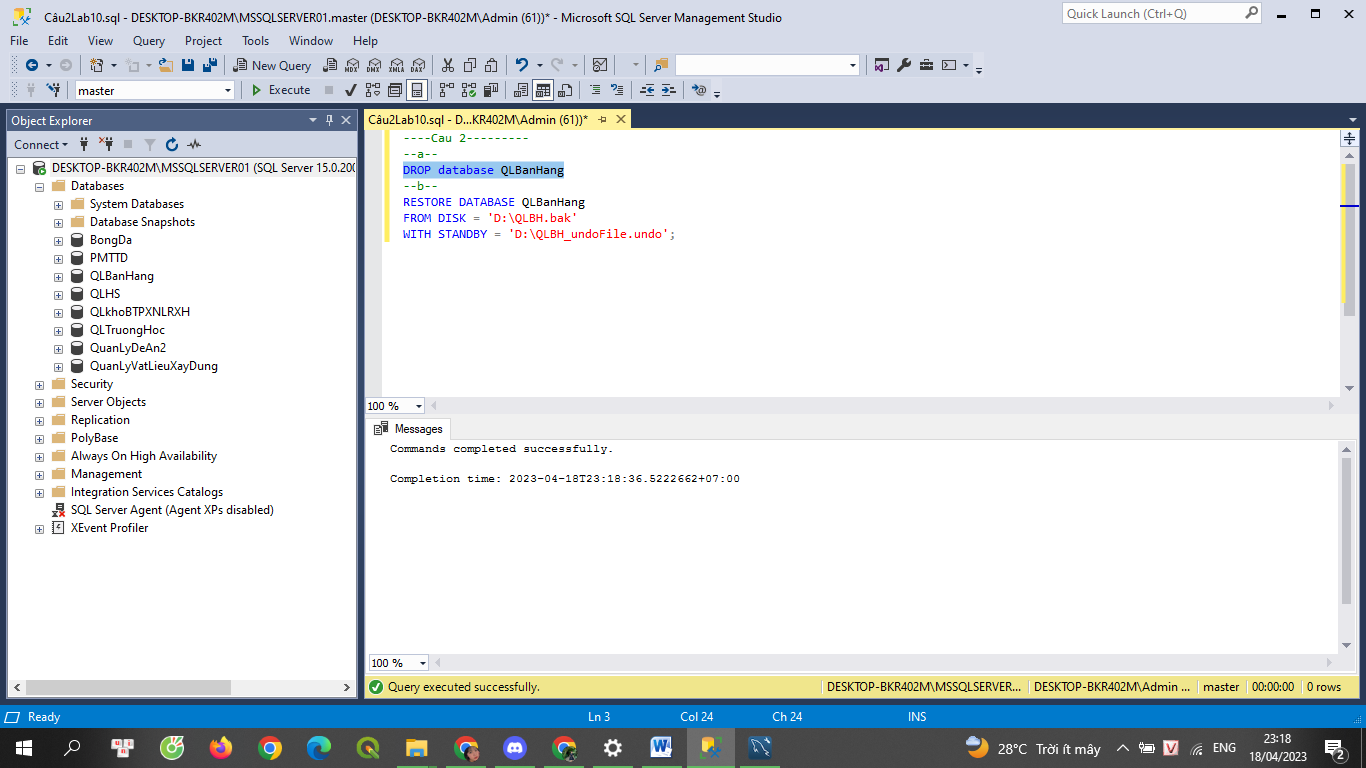 Câu2Lab10.sql - DESKTOP-BKR402M\MSSQLSERVER01.master (DESKTOP-BKR402M\Admin (61))* - Microsoft SQL Server Management Studio
Quick Launch (Ctrl+Q)
File Edit View Query Project Tools Window Help
New Query
MDX DMX XMLA DAX
master
Execute
Object Explorer
Connect
DESKTOP-BKR402M\MSSQLSERVER01 (SQL Server 15.0.200
Databases
System Databases
Database Snapshots
BongDa
PMTTD
QLBanHang
QLHS
QLkhoBTPXNLRXH
QLTruongHoc
QuanLyDeAn2
QuanLyVatLieuXayDung
Security
Server Objects
Replication
PolyBase
Always On High Availability
Management
Integration Services Catalogs
SQL Server Agent (Agent XPs disabled)
XEvent Profiler
Câu2Lab10.sql - D...KR402M\Admin (61))*
----Cau 2---------
--a--
DROP database QLBanHang
--b--
RESTORE DATABASE QLBanHang
FROM DISK = 'D:\QLBH.bak'
WITH STANDBY = 'D:\QLBH_undoFile.undo';
100 %
Messages
Commands completed successfully.
Completion time: 2023-04-18T23:18:36.5222662+07:00
100 %
Query executed successfully.
DESKTOP-BKR402M\MSSQLSERVER...
DESKTOP-BKR402M\Admin ...
master
00:00:00
0 rows
Ready
Ln 3
Col 24
Ch 24
INS
28°C Trời ít mây
ENG
23:18
18/04/2023
2